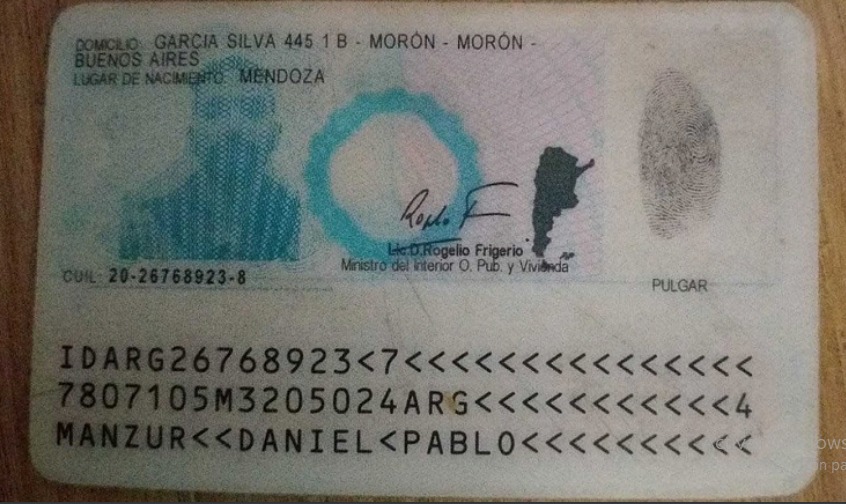 DOMICILIO: GARCIA SILVA 445 1 B - MORÓN - MORÓN -
BUENOS AIRES
LUGAR DE NACIMIENTO: MENDOZA
Lic.D.Rogelio Frigerio
Ministro del Interior O. Pub. y Vivienda
CUIL: 20-26768923-8
PULGAR
IDARG26768923<7<<<<<<<<<<<<<<<
7807105M3205024ARG<<<<<<<<<<<4
MANZUR<<DANIEL<PABLO<<<<<<<<<<